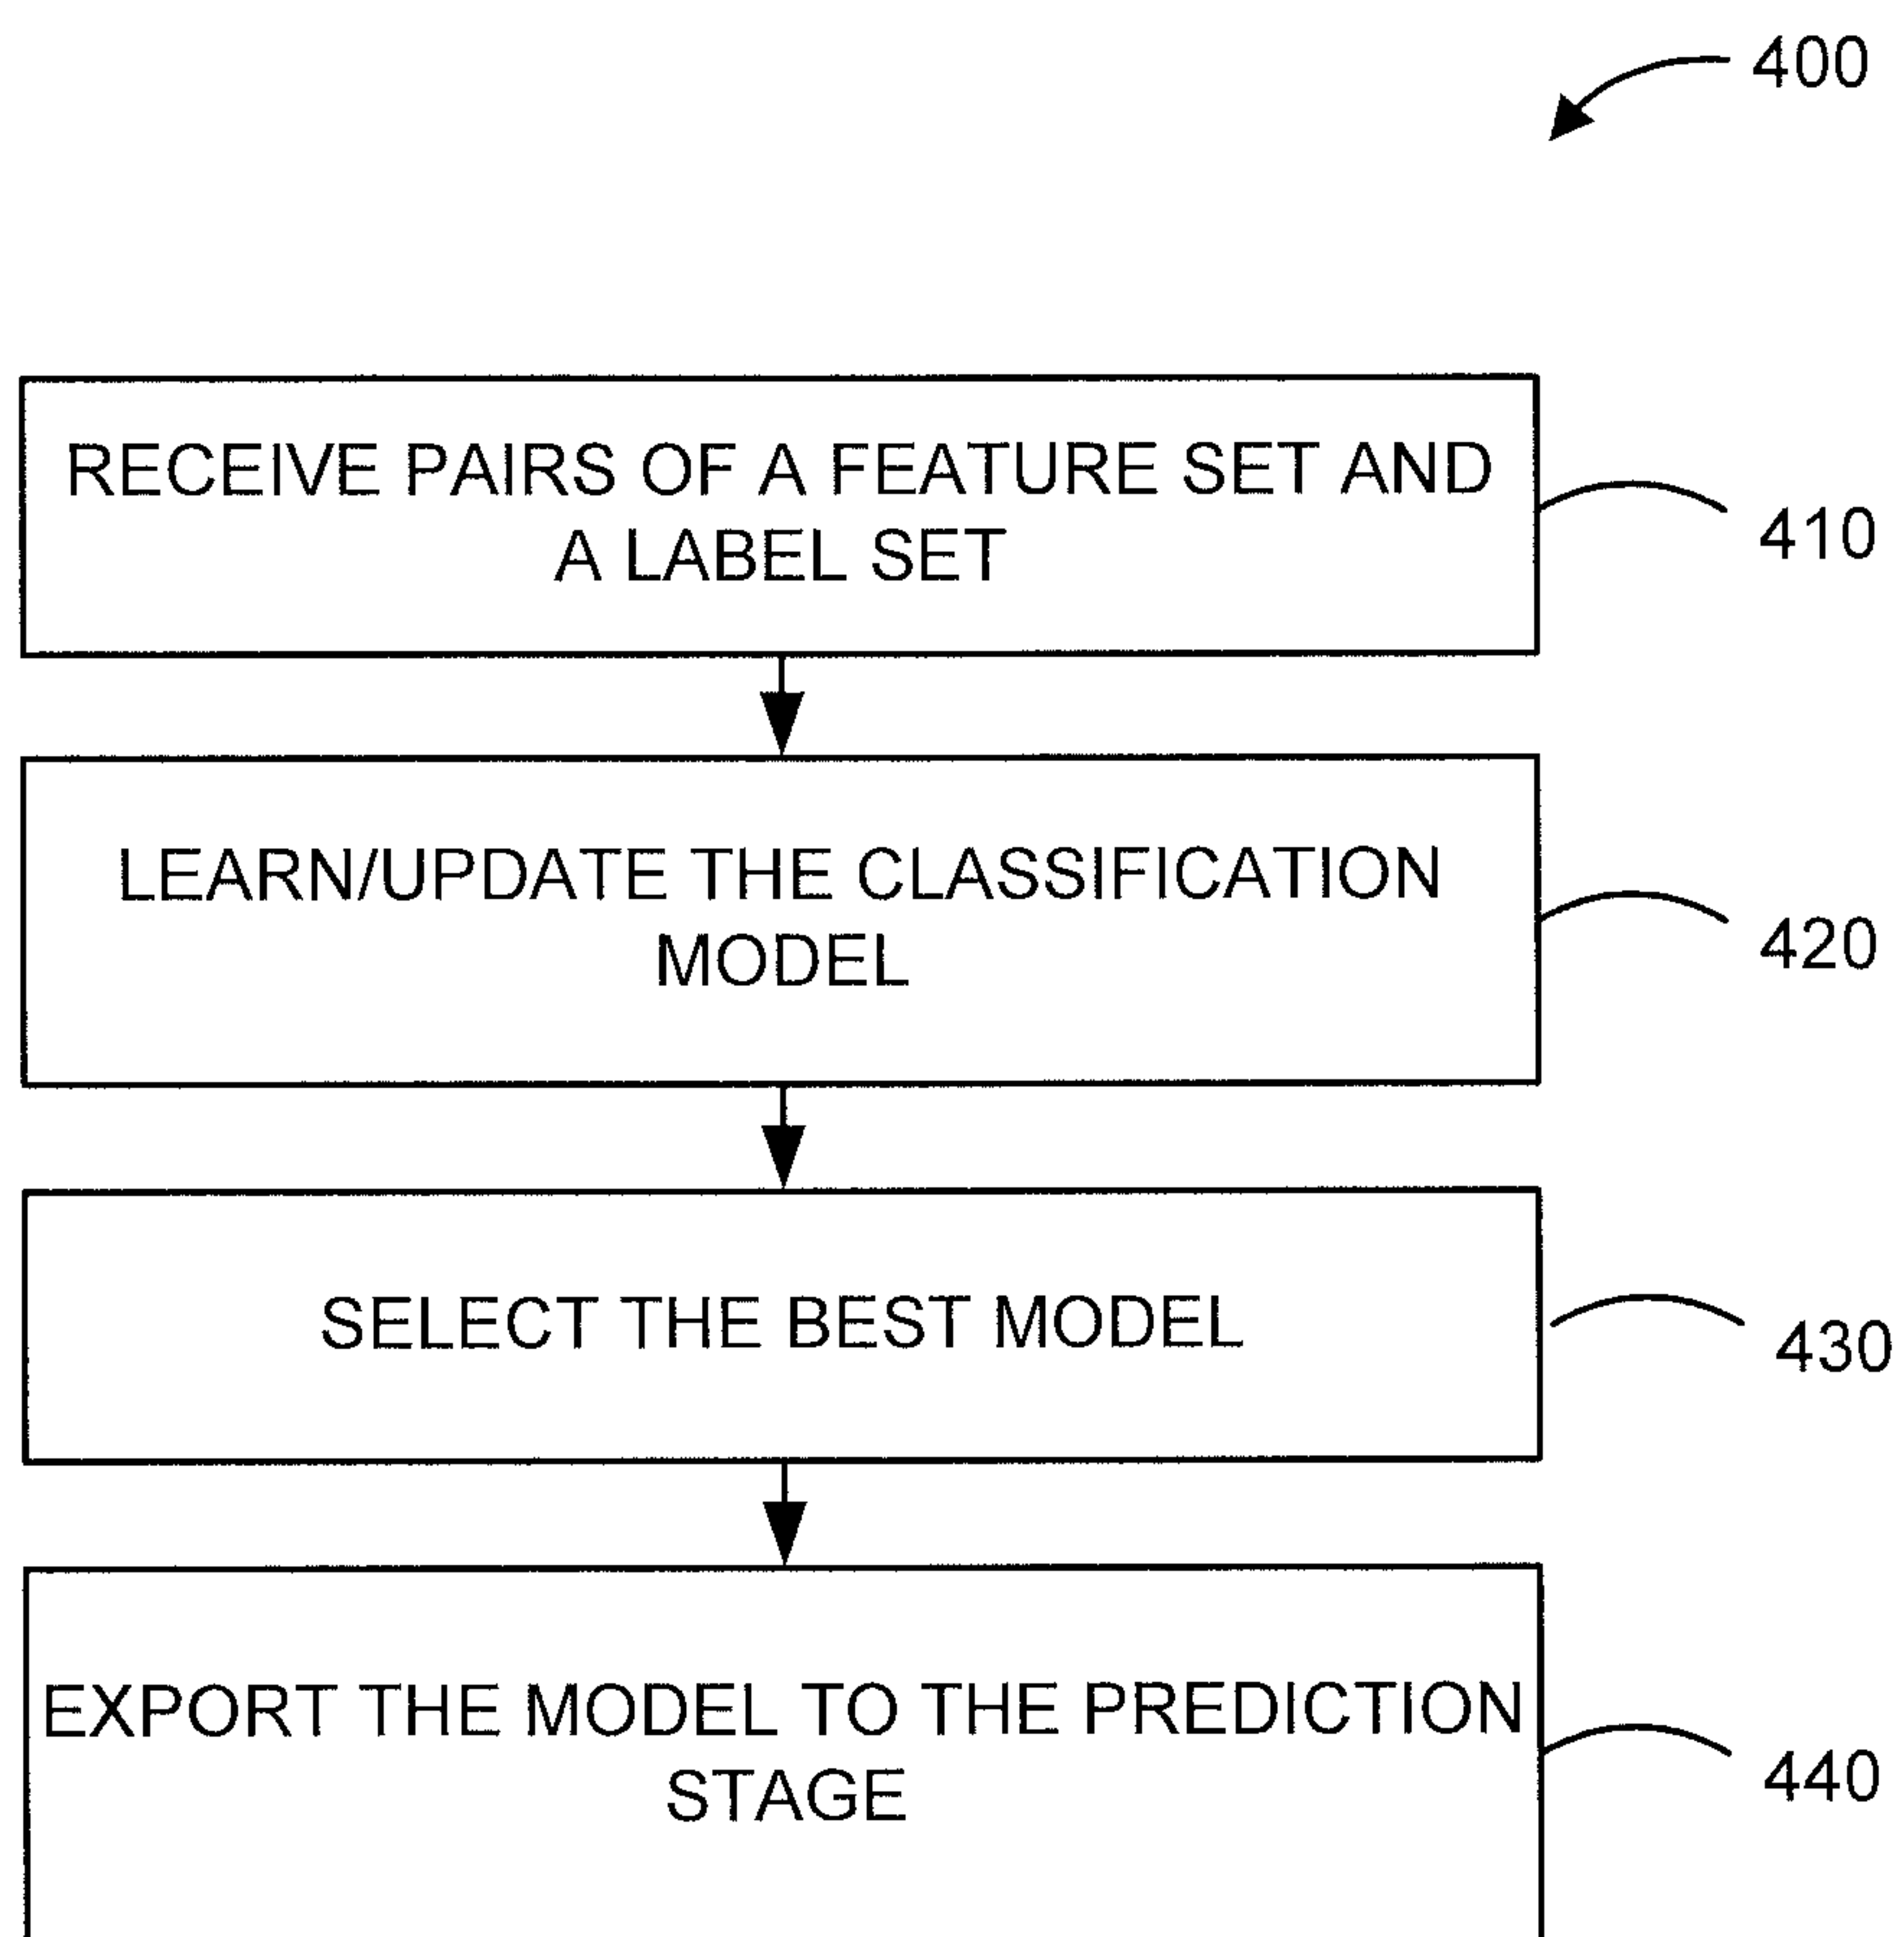 400
RECEIVE PAIRS OF A FEATURE SET AND
A LABEL SET
410
LEARN/UPDATE THE CLASSIFICATION
MODEL
420
SELECT THE BEST MODEL
430
EXPORT THE MODEL TO THE PREDICTION
STAGE
440